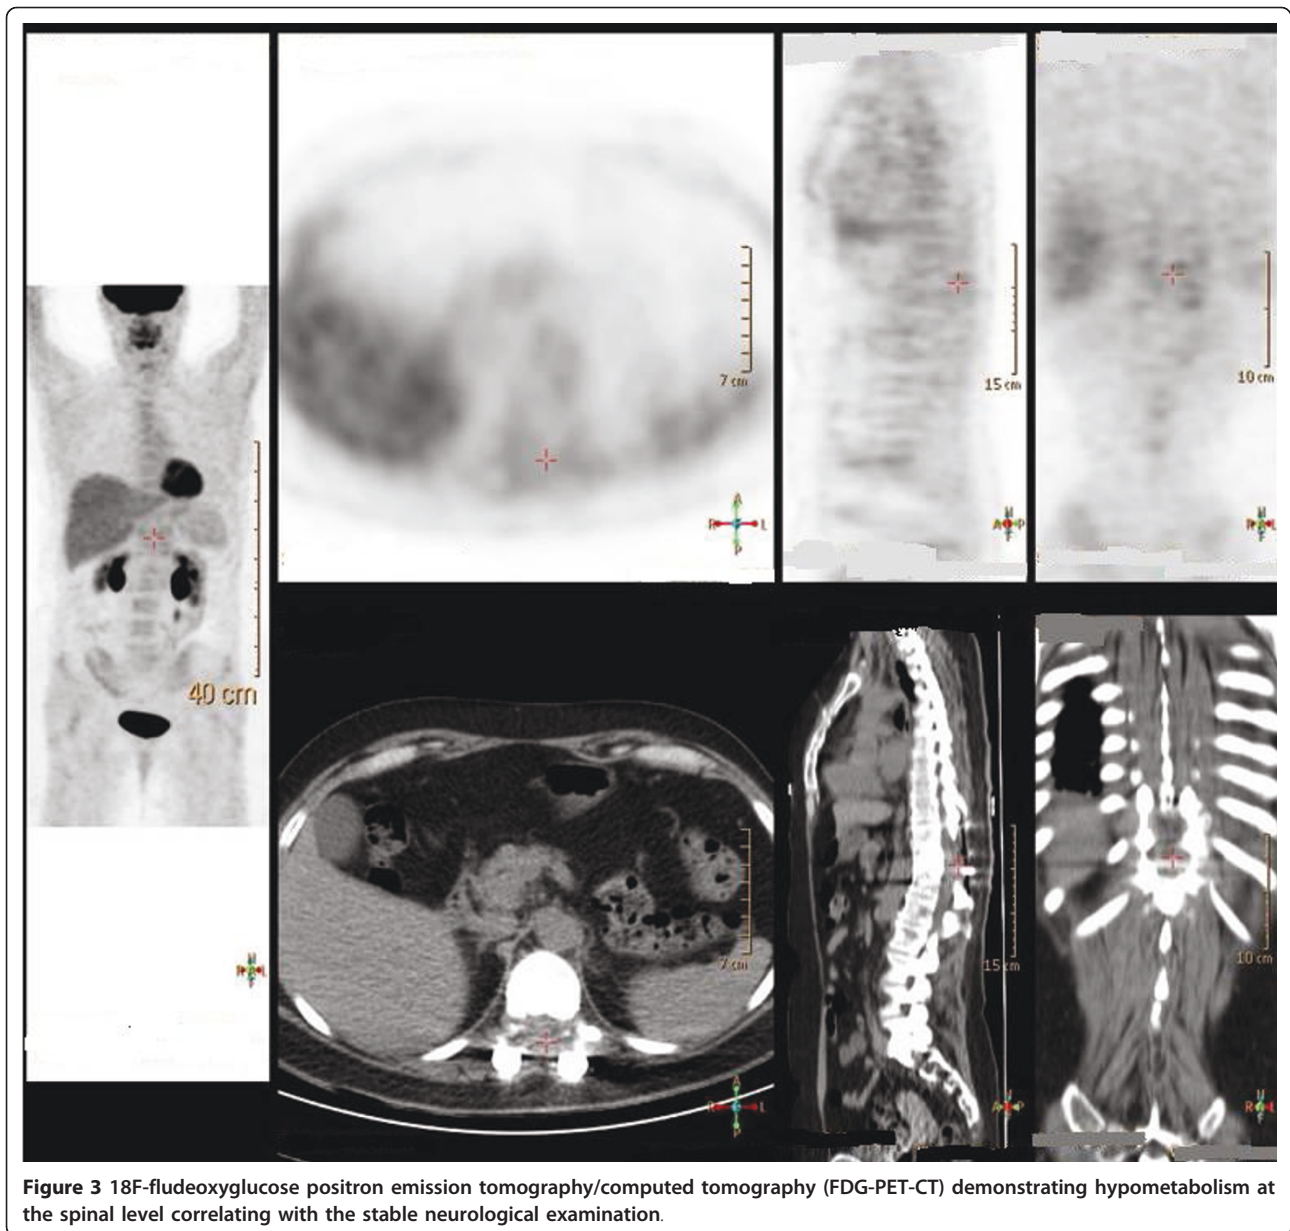 7 cm
15 cm
10 cm
A
R L
P
H
A P
F
H
R L
F
40 cm
7 cm
15 cm
10 cm
H
R L
F
A
R L
P
H
A P
F
H
R L
F
Figure 3 18F-fludeoxyglucose positron emission tomography/computed tomography (FDG-PET-CT) demonstrating hypometabolism at
the spinal level correlating with the stable neurological examination.